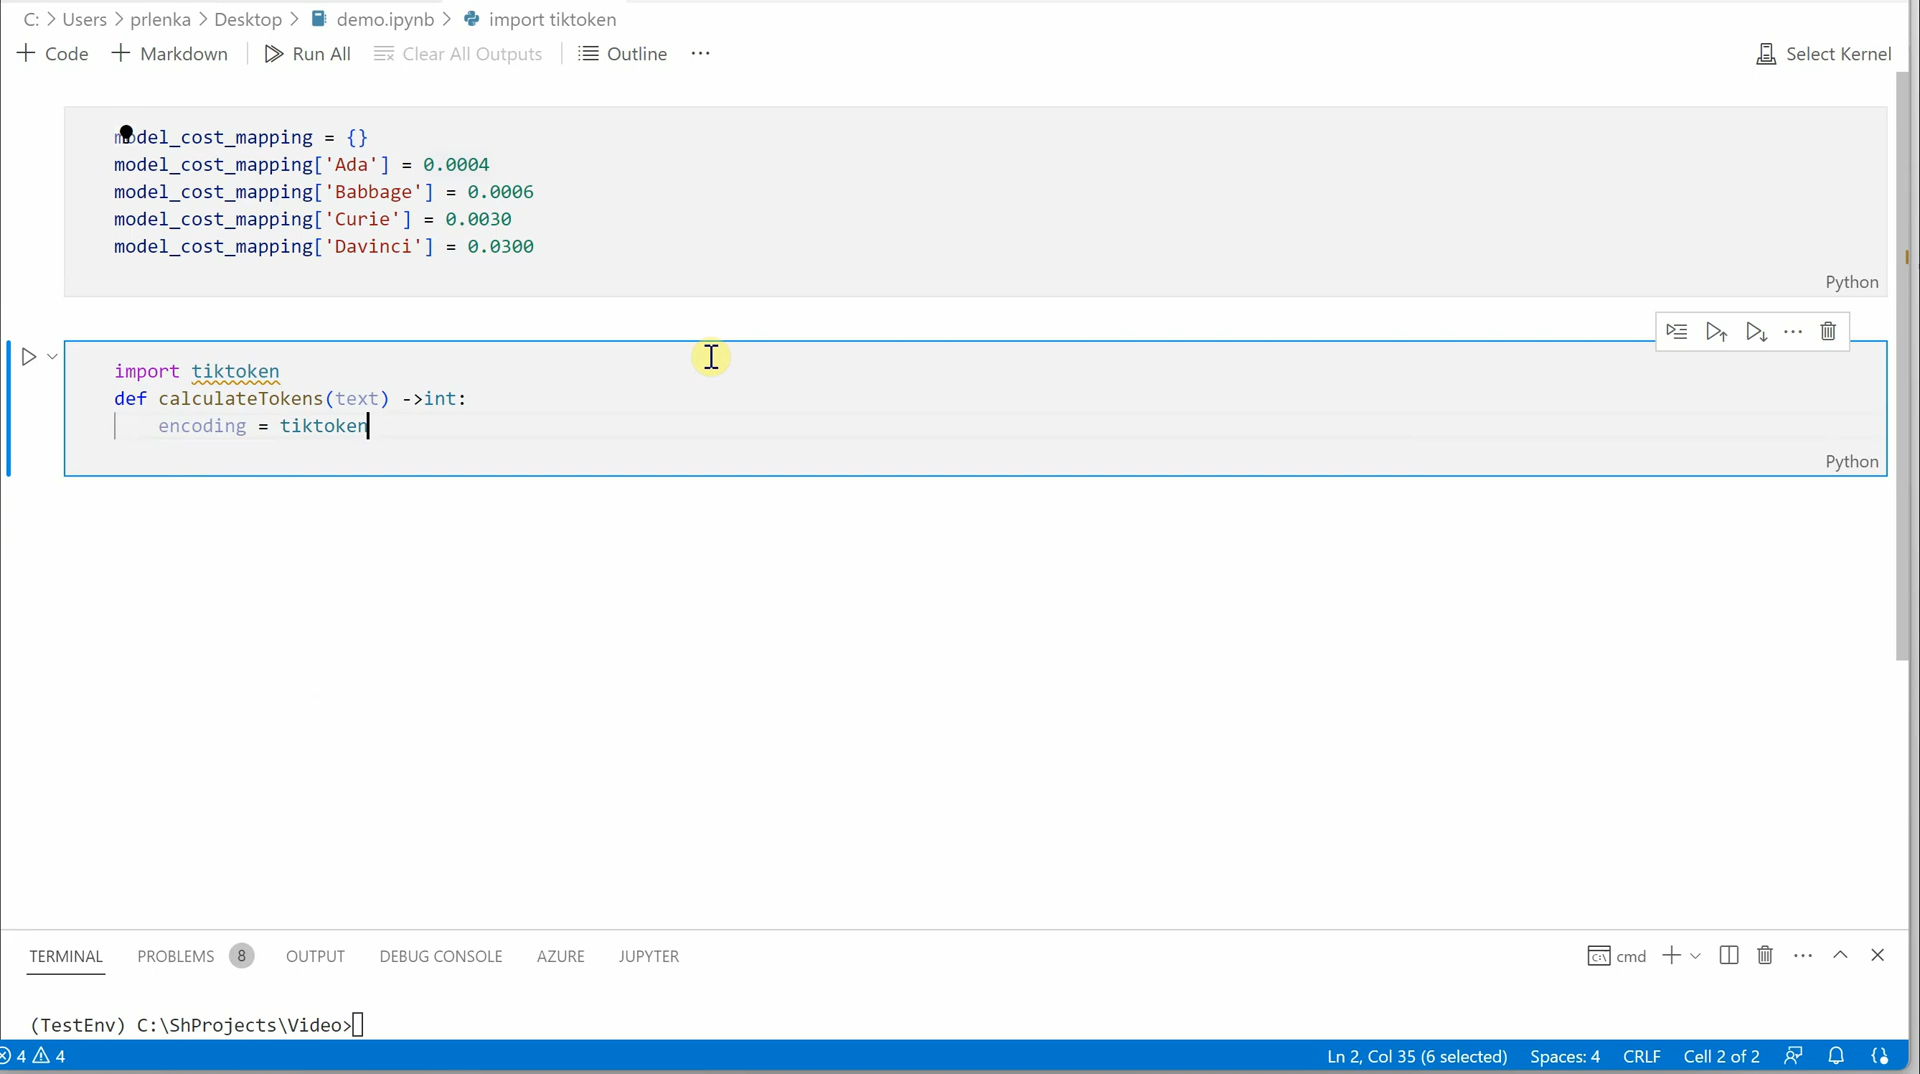 C: > Users > prlenka > Desktop > demo.ipynb > import tiktoken
+ Code + Markdown Run All Clear All Outputs Outline ··· Select Kernel
model_cost_mapping = {}
model_cost_mapping['Ada'] = 0.0004
model_cost_mapping['Babbage'] = 0.0006
model_cost_mapping['Curie'] = 0.0030
model_cost_mapping['Davinci'] = 0.0300
Python
import tiktoken
def calculateTokens(text) ->int:
    encoding = tiktoken
Python
TERMINAL PROBLEMS 8 OUTPUT DEBUG CONSOLE AZURE JUPYTER cmd
(TestEnv) C:\ShProjects\Video>
4 4 Ln 2, Col 35 (6 selected) Spaces: 4 CRLF Cell 2 of 2